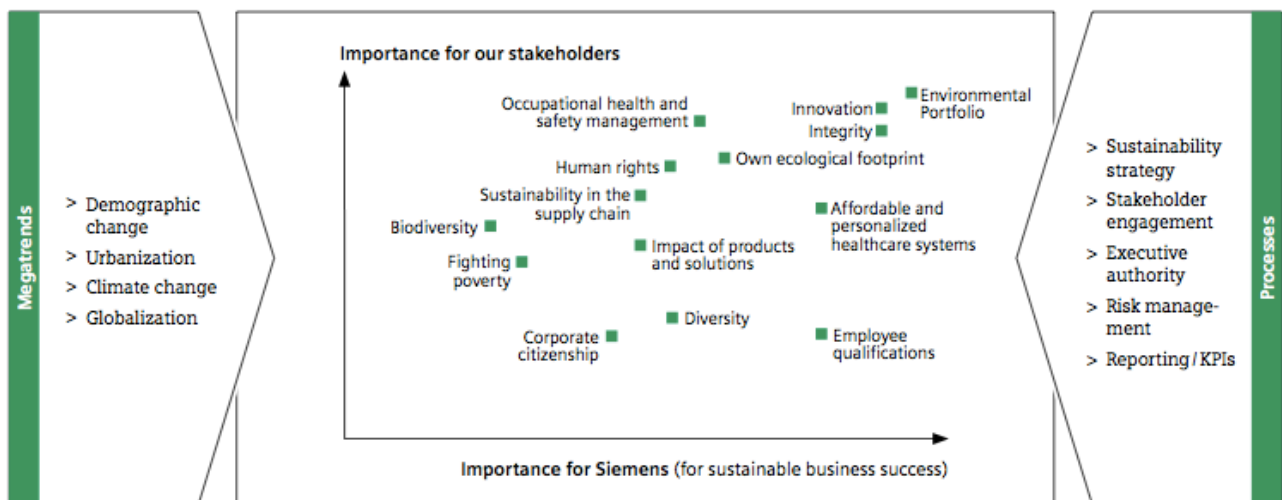 Megatrends
> Demographic
change
> Urbanization
> Climate change
> Globalization
Importance for our stakeholders
Occupational health and
safety management
Innovation
Integrity
Environmental
Portfolio
Human rights
Own ecological footprint
Sustainability in the
supply chain
Biodiversity
Affordable and
personalized
healthcare systems
Impact of products
and solutions
Fighting
poverty
Diversity
Corporate
citizenship
Employee
qualifications
Importance for Siemens (for sustainable business success)
> Sustainability
strategy
> Stakeholder
engagement
> Executive
authority
> Risk manage-
ment
> Reporting / KPIs
Processes